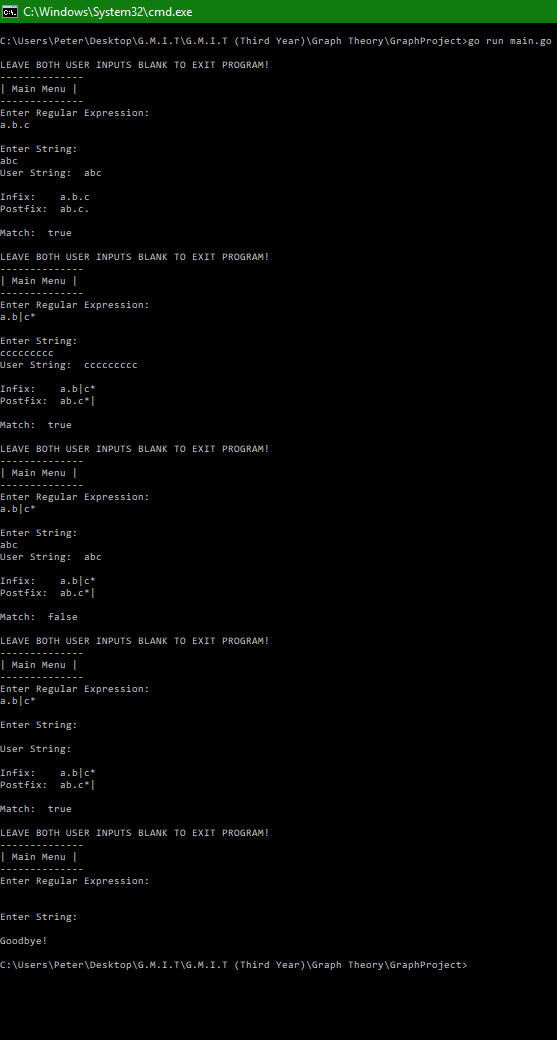 C:\Windows\System32\cmd.exe
C:\Users\Peter\Desktop\G.M.I.T\G.M.I.T (Third Year)\Graph Theory\GraphProject>go run main.go
LEAVE BOTH USER INPUTS BLANK TO EXIT PROGRAM!
--------------
| Main Menu |
--------------
Enter Regular Expression:
a.b.c
Enter String:
abc
User String:  abc
Infix:    a.b.c
Postfix:  ab.c.
Match:  true
LEAVE BOTH USER INPUTS BLANK TO EXIT PROGRAM!
--------------
| Main Menu |
--------------
Enter Regular Expression:
a.b|c*
Enter String:
ccccccccc
User String:  ccccccccc
Infix:    a.b|c*
Postfix:  ab.c*|
Match:  true
LEAVE BOTH USER INPUTS BLANK TO EXIT PROGRAM!
--------------
| Main Menu |
--------------
Enter Regular Expression:
a.b|c*
Enter String:
abc
User String:  abc
Infix:    a.b|c*
Postfix:  ab.c*|
Match:  false
LEAVE BOTH USER INPUTS BLANK TO EXIT PROGRAM!
--------------
| Main Menu |
--------------
Enter Regular Expression:
a.b|c*
Enter String:
User String:
Infix:    a.b|c*
Postfix:  ab.c*|
Match:  true
LEAVE BOTH USER INPUTS BLANK TO EXIT PROGRAM!
--------------
| Main Menu |
--------------
Enter Regular Expression:
Enter String:
Goodbye!
C:\Users\Peter\Desktop\G.M.I.T\G.M.I.T (Third Year)\Graph Theory\GraphProject>